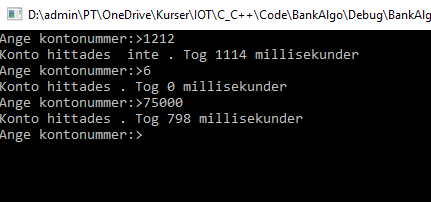 D:\admin\PT\OneDrive\Kurser\IOT\C_C++\Code\BankAlgo\Debug\BankAlg
Ange kontonummer:>1212
Konto hittades  inte . Tog 1114 millisekunder
Ange kontonummer:>6
Konto hittades . Tog 0 millisekunder
Ange kontonummer:>75000
Konto hittades . Tog 798 millisekunder
Ange kontonummer:>